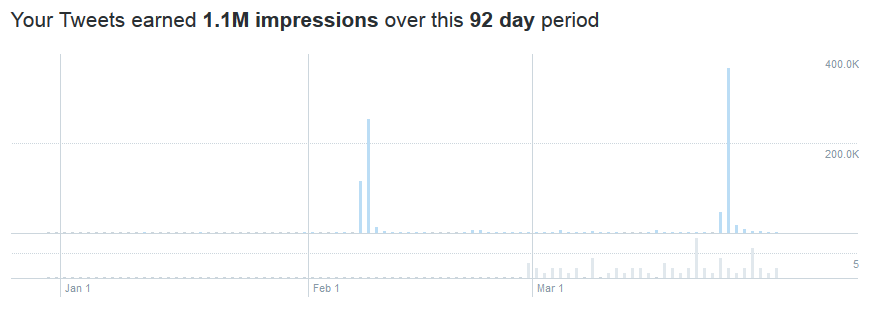 Your Tweets earned 1.1M impressions over this 92 day period
400.0K
200.0K
5
Jan 1
Feb 1
Mar 1